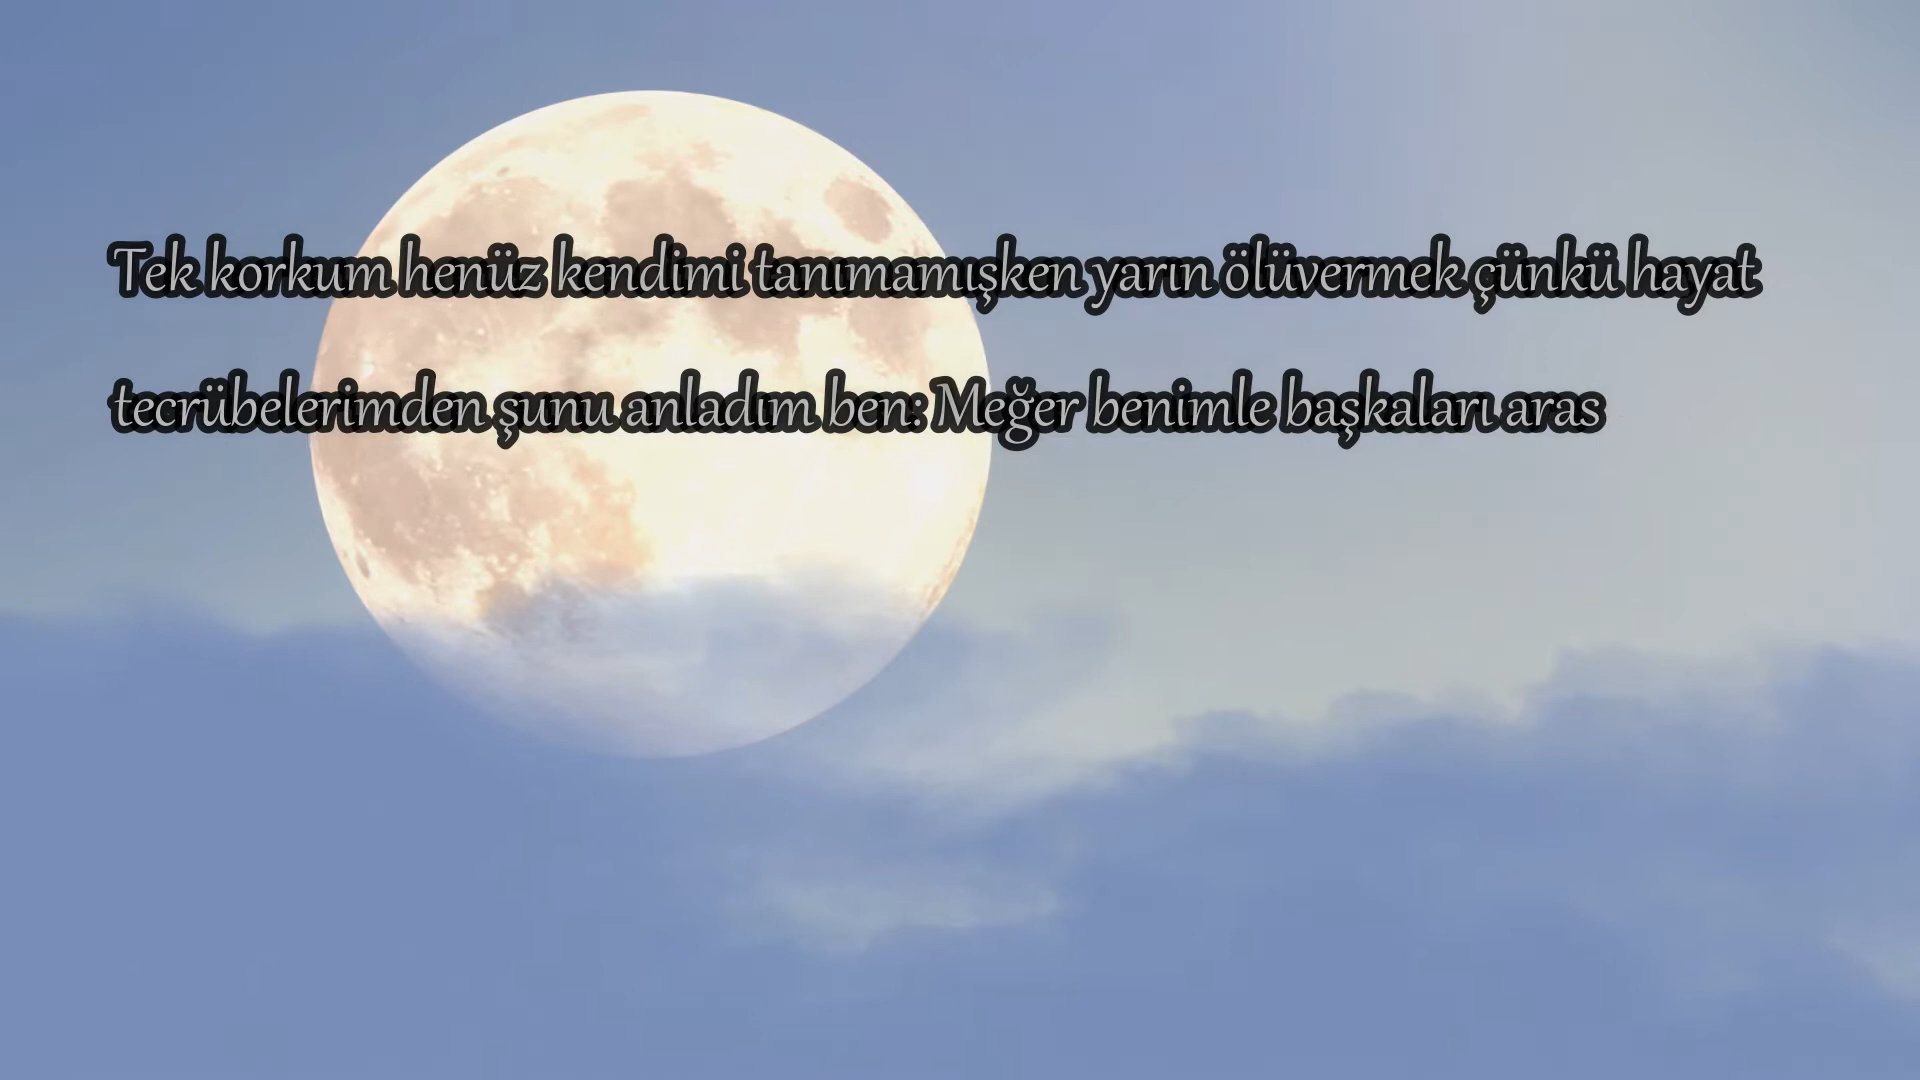 Tek korkum henüz kendimi tanımamışken yarın ölüvermek çünkü hayat
tecrübelerimden şunu anladım ben: Meğer benimle başkaları aras